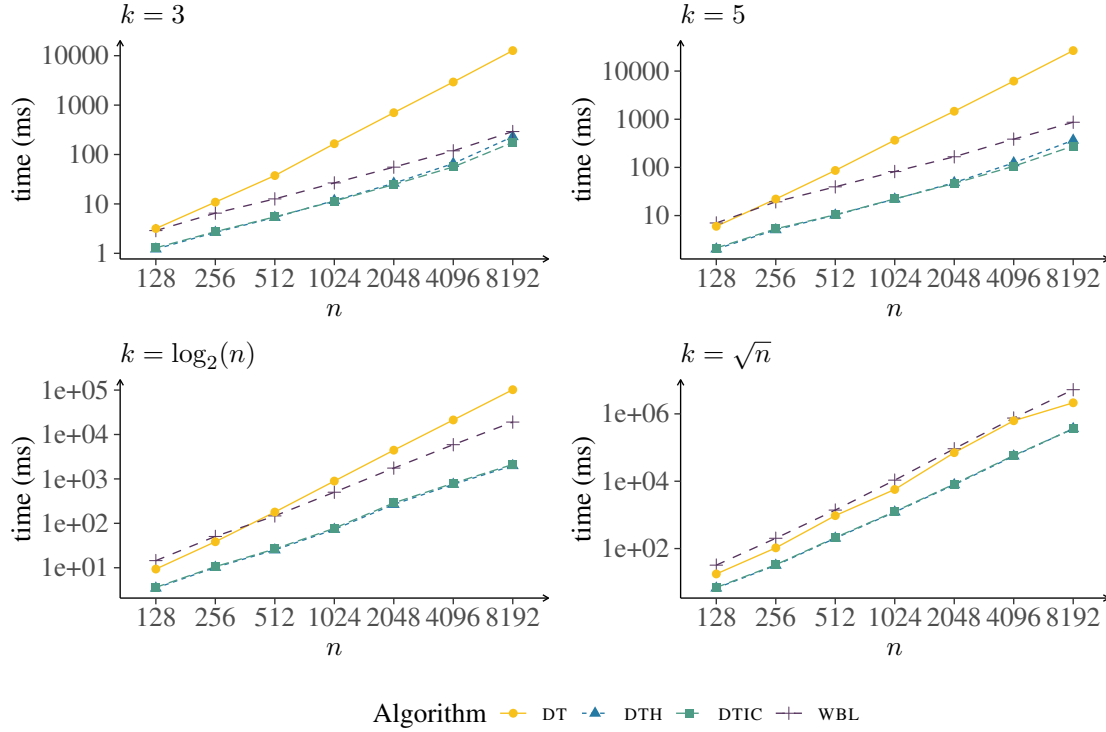 k = 3
10000
1000
100
10
1
time (ms)
128 256 512 1024 2048 4096 8192
n
k = 5
10000
1000
100
10
time (ms)
128 256 512 1024 2048 4096 8192
n
k = log₂(n)
1e+05
1e+04
1e+03
1e+02
1e+01
time (ms)
128 256 512 1024 2048 4096 8192
n
k = √n
1e+06
1e+04
1e+02
time (ms)
128 256 512 1024 2048 4096 8192
n
Algorithm DT DTH DTIC WBL